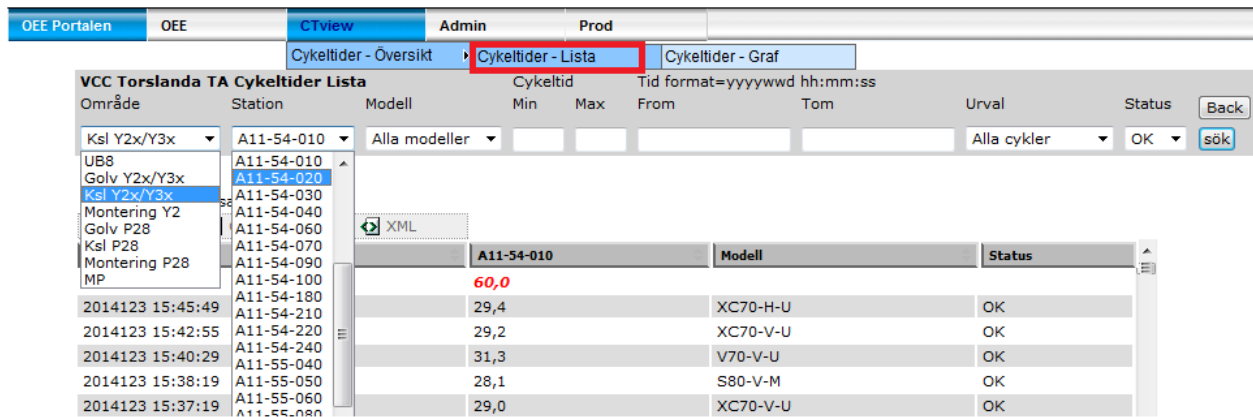 OEE Portalen OEE CTview Admin Prod
Cykeltider - Översikt Cykeltider - Lista Cykeltider - Graf
VCC Torslanda TA Cykeltider Lista Cykeltid Tid format=yyyywwd hh:mm:ss
Område Station Modell Min Max From Tom Urval Status Back
Ksl Y2x/Y3x A11-54-010 Alla modeller Alla cykler OK sök
UB8 A11-54-010
Golv Y2x/Y3x A11-54-020
Ksl Y2x/Y3x A11-54-030
Montering Y2 A11-54-040
Golv P28 A11-54-060 XML
Ksl P28 A11-54-070
Montering P28 A11-54-090 A11-54-010 Modell Status
MP A11-54-100 60,0
A11-54-180
2014123 15:45:49 A11-54-210 29,4 XC70-H-U OK
2014123 15:42:55 A11-54-220 29,2 XC70-V-U OK
A11-54-240
2014123 15:40:29 A11-55-040 31,3 V70-V-U OK
2014123 15:38:19 A11-55-050 28,1 S80-V-M OK
A11-55-060
2014123 15:37:19 A11-55-080 29,0 XC70-V-U OK